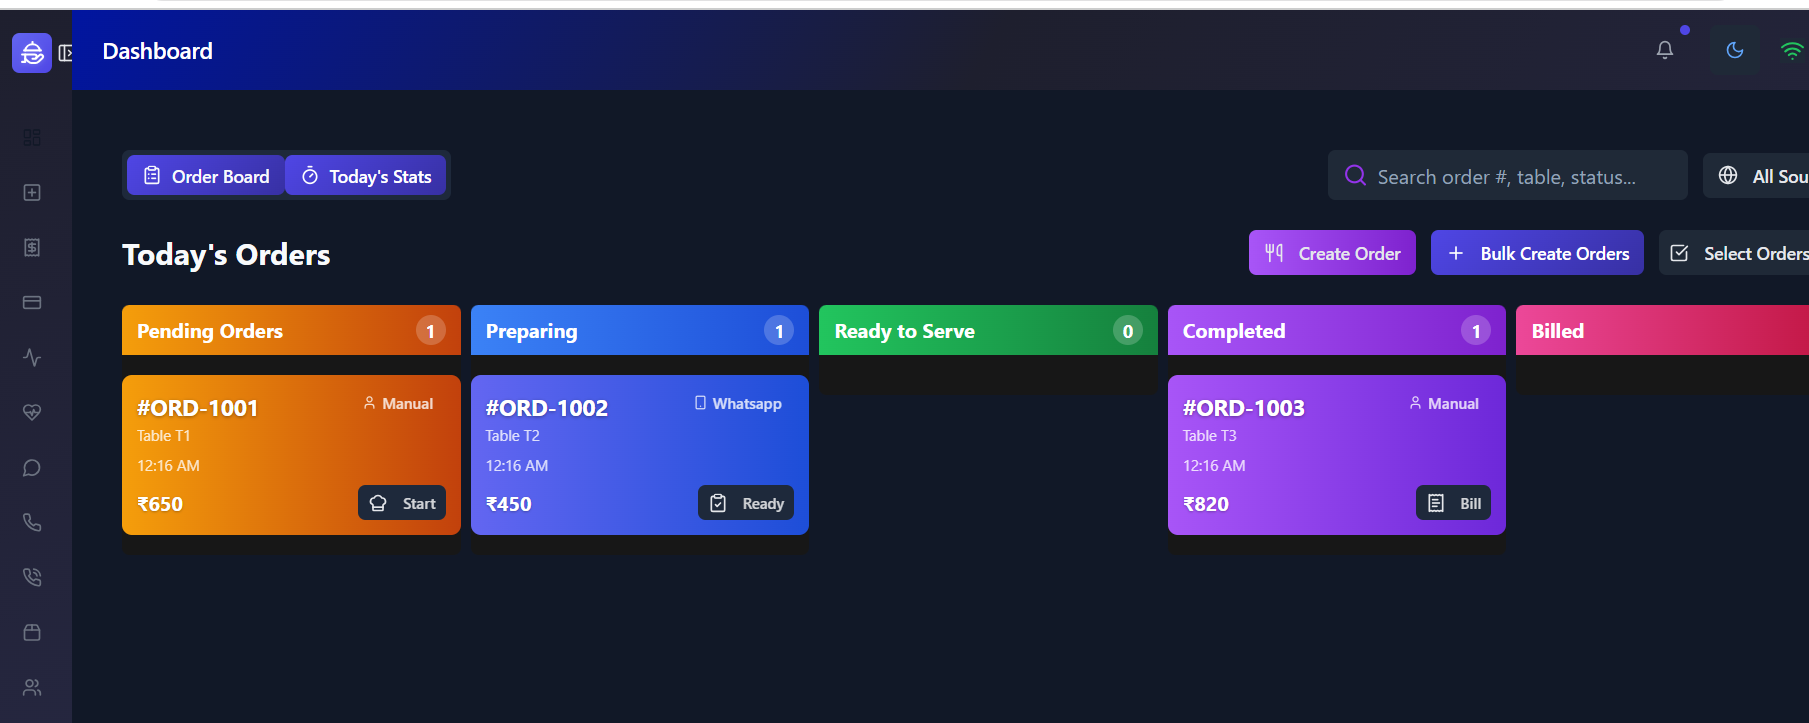 Dashboard
Order Board
Today's Stats
Search order #, table, status...
All Sou
Today's Orders
Create Order
Bulk Create Orders
Select Orders
Pending Orders 1
Preparing 1
Ready to Serve 0
Completed 1
Billed
#ORD-1001 Manual
Table T1
12:16 AM
₹650 Start
#ORD-1002 Whatsapp
Table T2
12:16 AM
₹450 Ready
#ORD-1003 Manual
Table T3
12:16 AM
₹820 Bill